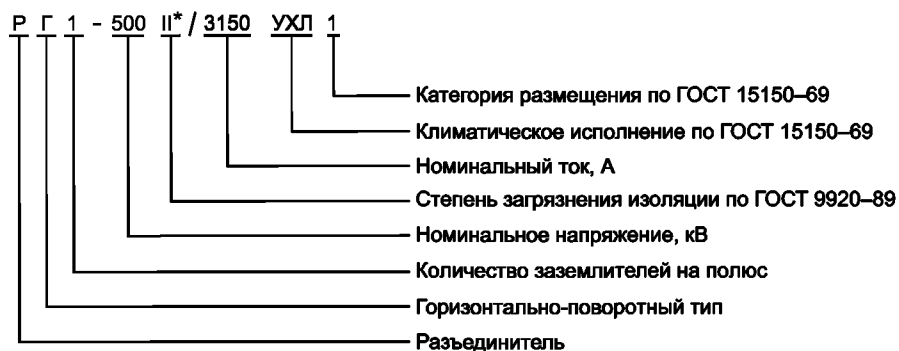 РГ1-500 II*/3150 УХЛ 1
Категория размещения по ГОСТ 15150–69
Климатическое исполнение по ГОСТ 15150–69
Номинальный ток, А
Степень загрязнения изоляции по ГОСТ 9920–89
Номинальное напряжение, кВ
Количество заземлителей на полюс
Горизонтально-поворотный тип
Разъединитель